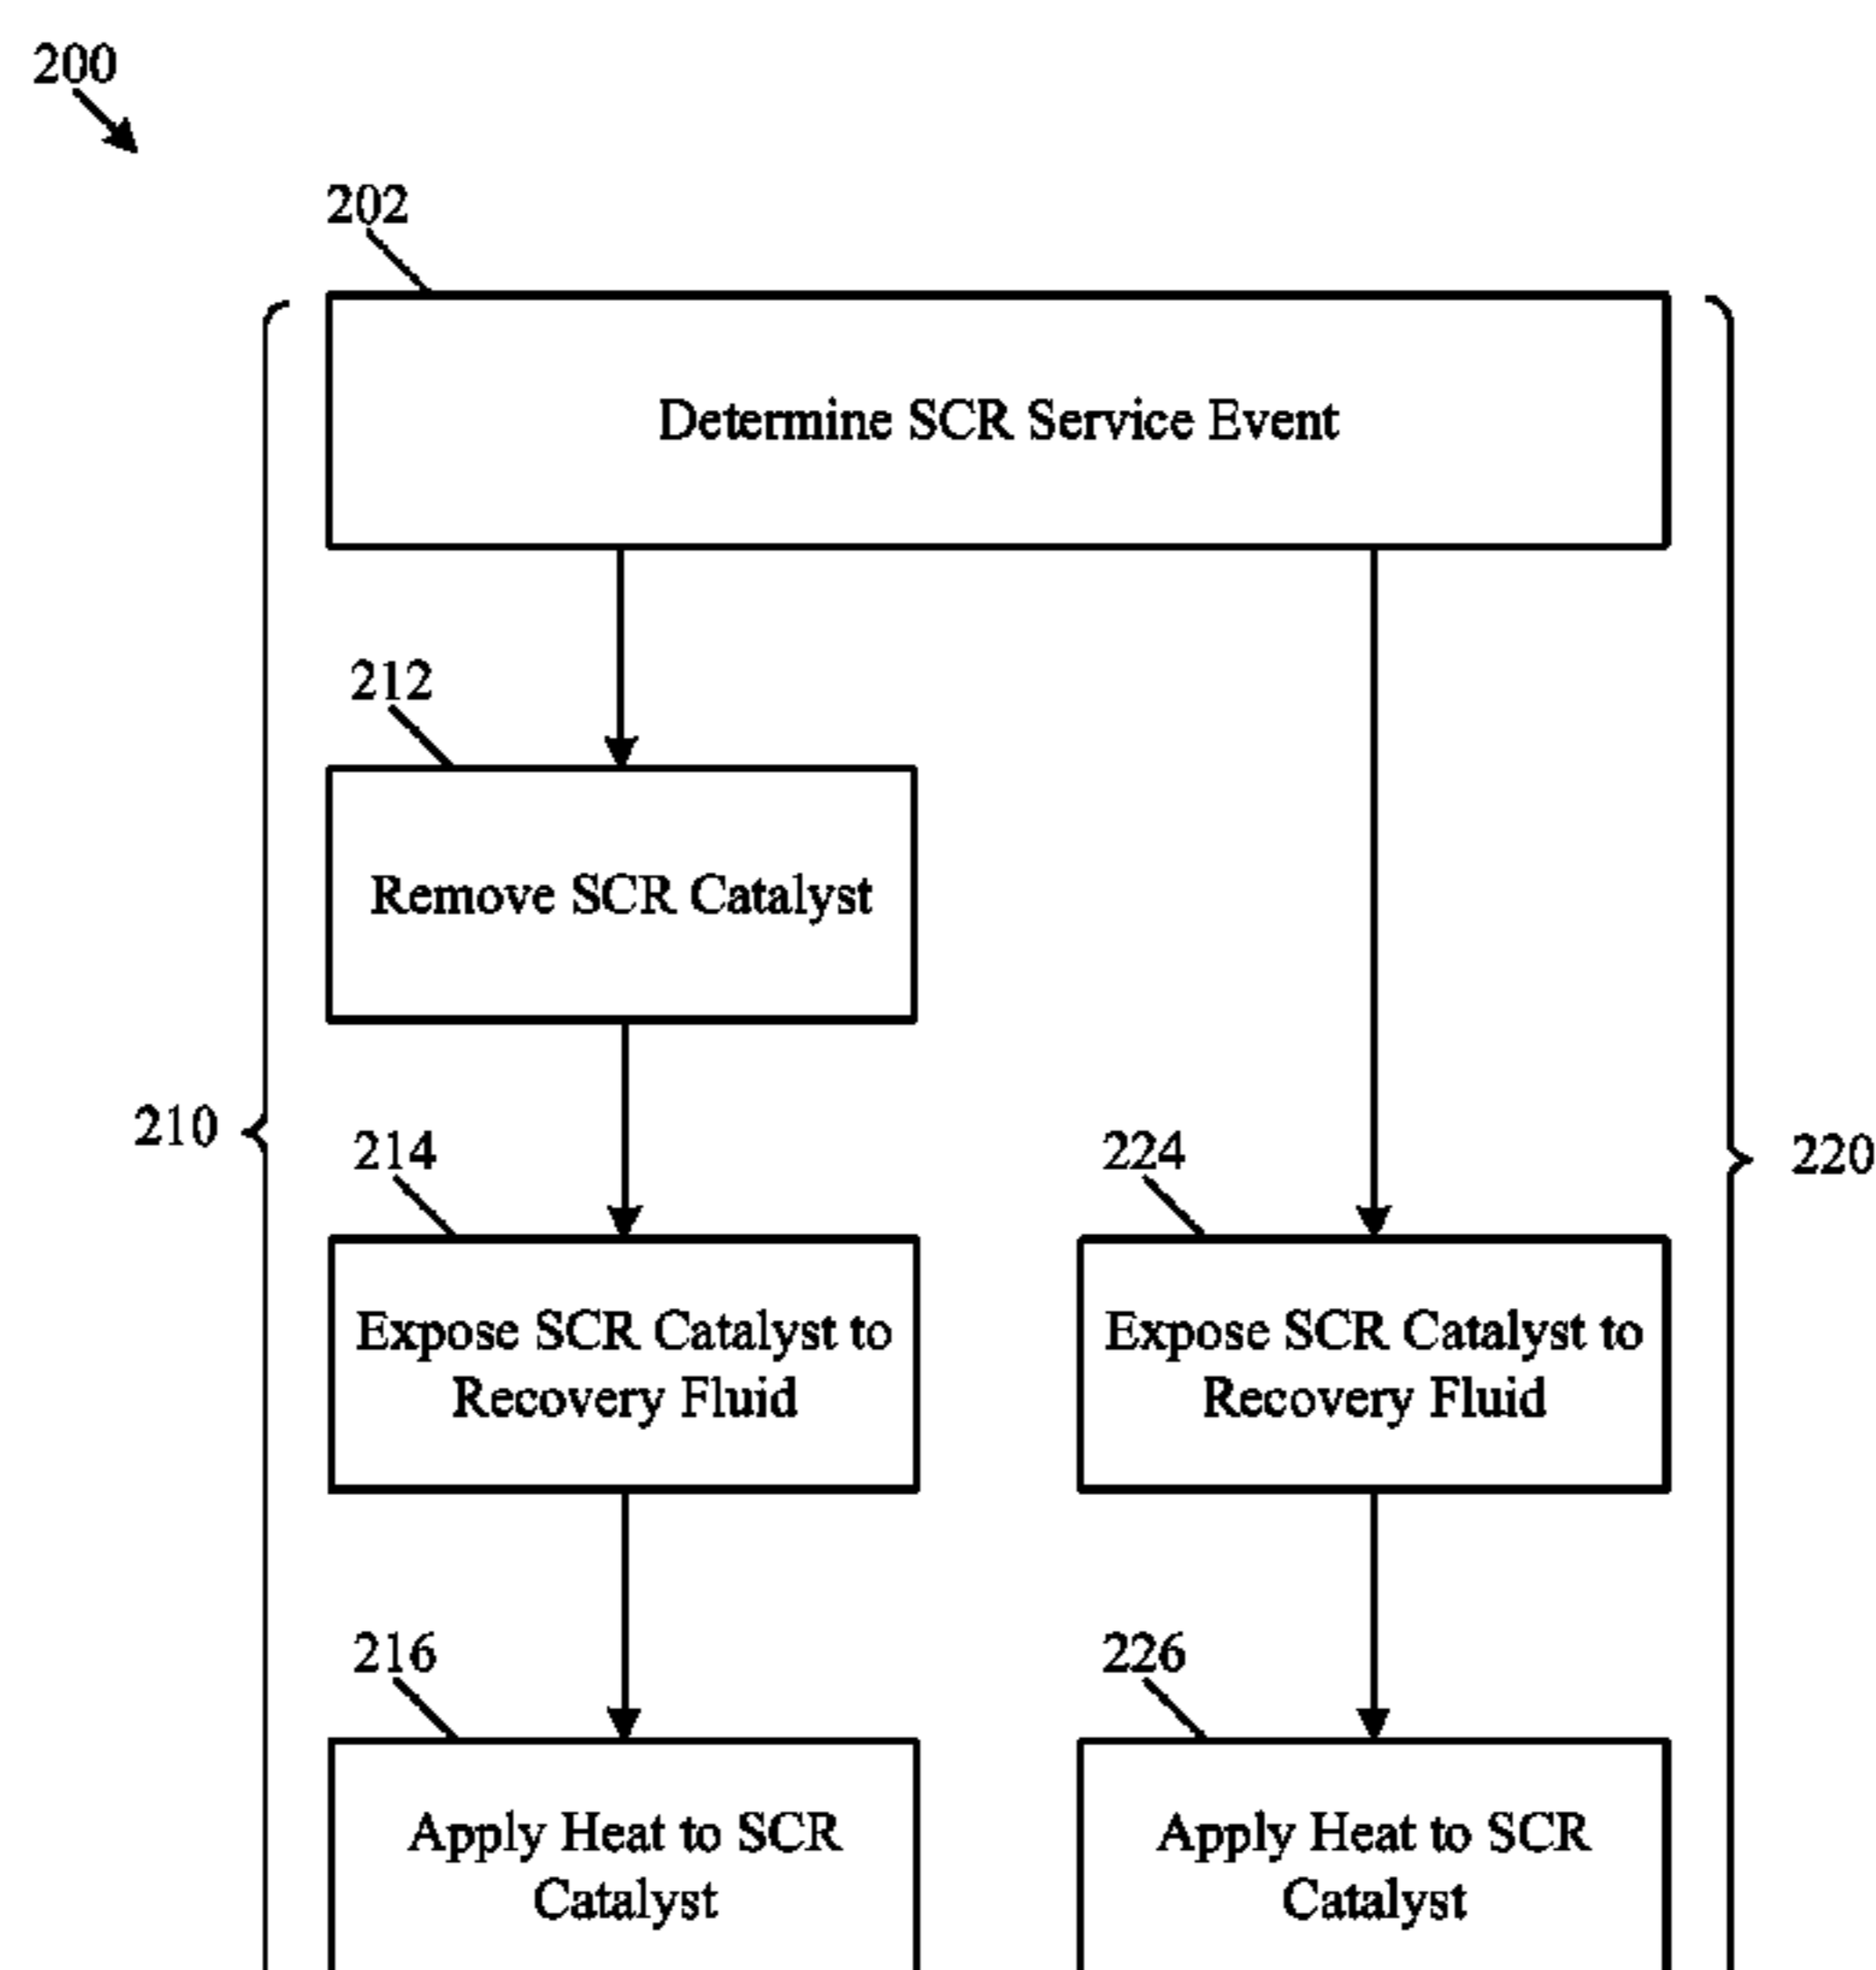 200
202
Determine SCR Service Event
212
Remove SCR Catalyst
210
214
224
220
Expose SCR Catalyst to
Recovery Fluid
Expose SCR Catalyst to
Recovery Fluid
216
226
Apply Heat to SCR
Catalyst
Apply Heat to SCR
Catalyst